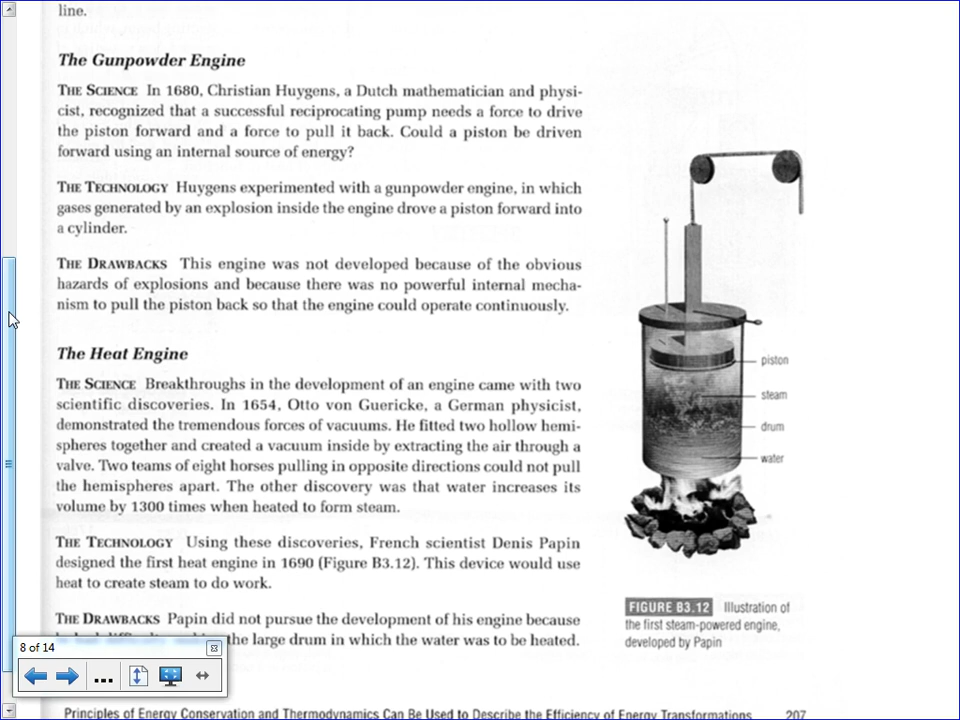 line.
The Gunpowder Engine
THE SCIENCE In 1680, Christian Huygens, a Dutch mathematician and physi-
cist, recognized that a successful reciprocating pump needs a force to drive
the piston forward and a force to pull it back. Could a piston be driven
forward using an internal source of energy?
THE TECHNOLOGY Huygens experimented with a gunpowder engine, in which
gases generated by an explosion inside the engine drove a piston forward into
a cylinder.
THE DRAWBACKS This engine was not developed because of the obvious
hazards of explosions and because there was no powerful internal mecha-
nism to pull the piston back so that the engine could operate continuously.
The Heat Engine
THE SCIENCE Breakthroughs in the development of an engine came with two
scientific discoveries. In 1654, Otto von Guericke, a German physicist,
demonstrated the tremendous forces of vacuums. He fitted two hollow hemi-
spheres together and created a vacuum inside by extracting the air through a
valve. Two teams of eight horses pulling in opposite directions could not pull
the hemispheres apart. The other discovery was that water increases its
volume by 1300 times when heated to form steam.
THE TECHNOLOGY Using these discoveries, French scientist Denis Papin
designed the first heat engine in 1690 (Figure B3.12). This device would use
heat to create steam to do work.
THE DRAWBACKS Papin did not pursue the development of his engine because
the large drum in which the water was to be heated.
piston
steam
drum
water
FIGURE B3.12 Illustration of
the first steam-powered engine,
developed by Papin
8 of 14
Principles of Energy Conservation and Thermodynamics Can Be Used to Describe the Efficiency of Energy Transformations 207